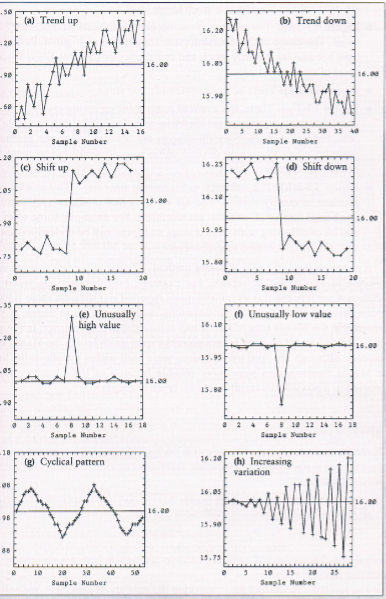 (a) Trend up
.50
.20
.90
.60
16.00
0 2 4 6 8 10 12 14 16
Sample Number
(b) Trend down
16.20
16.05
15.90
16.00
0 5 10 15 20 25 30 35 40
Sample Number
(c) Shift up
.20
.05
.90
.75
16.00
0 5 10 15 20
Sample Number
(d) Shift down
16.25
16.10
15.95
15.80
16.00
0 5 10 15 20
Sample Number
(e) Unusually
high value
.35
.20
.05
.90
16.00
0 2 4 6 8 10 12 14 16 18
Sample Number
(f) Unusually low value
16.10
15.95
15.80
16.00
0 2 4 6 8 10 12 14 16 18
Sample Number
(g) Cyclical pattern
.18
.08
.98
.88
16.00
0 10 20 30 40 50
Sample Number
(h) Increasing
variation
16.20
16.05
15.90
15.75
16.00
0 5 10 15 20 25
Sample Number